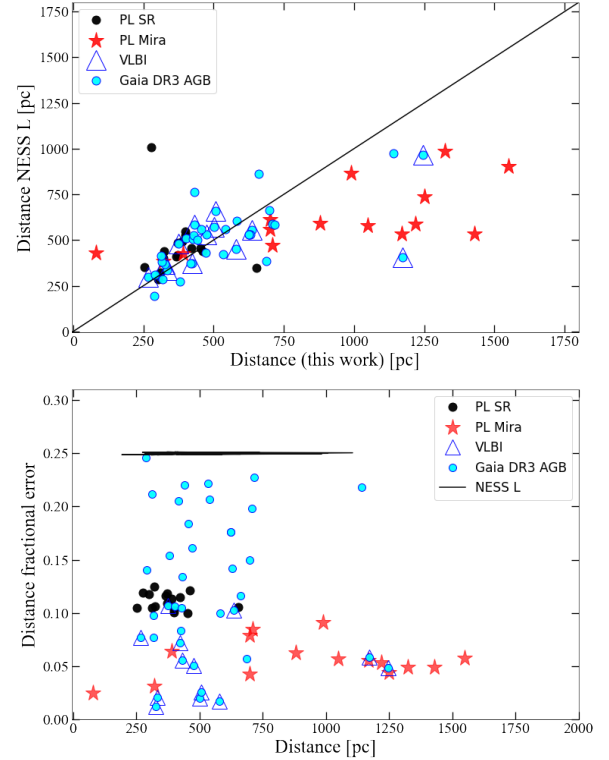 1750
1500
1250
1000
750
500
250
0
Distance NESS L [pc]
PL SR
PL Mira
VLBI
Gaia DR3 AGB
0 250 500 750 1000 1250 1500 1750
Distance (this work) [pc]
0.30
0.25
0.20
0.15
0.10
0.05
0.00
Distance fractional error
PL SR
PL Mira
VLBI
Gaia DR3 AGB
NESS L
0 250 500 750 1000 1250 1500 1750 2000
Distance [pc]